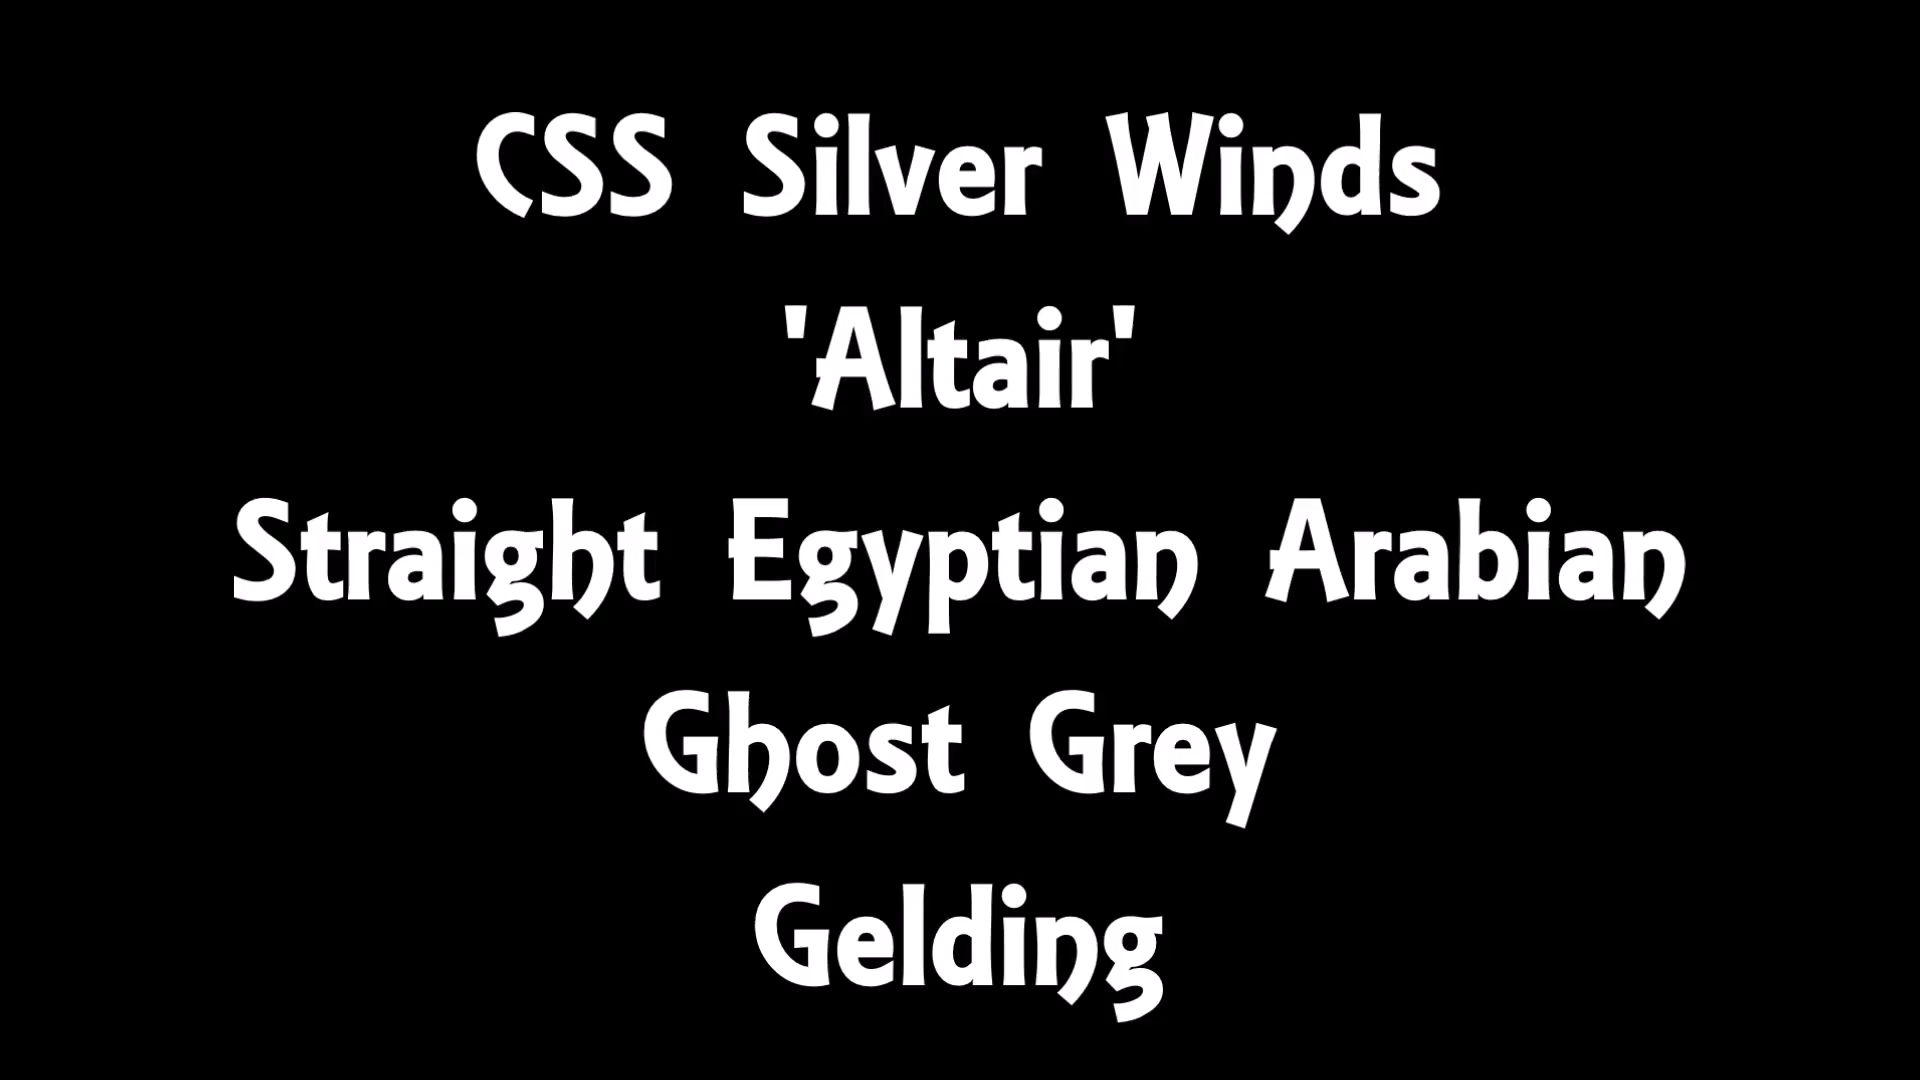 CSS Silver Winds
'Altair'
Straight Egyptian Arabian
Ghost Grey
Gelding